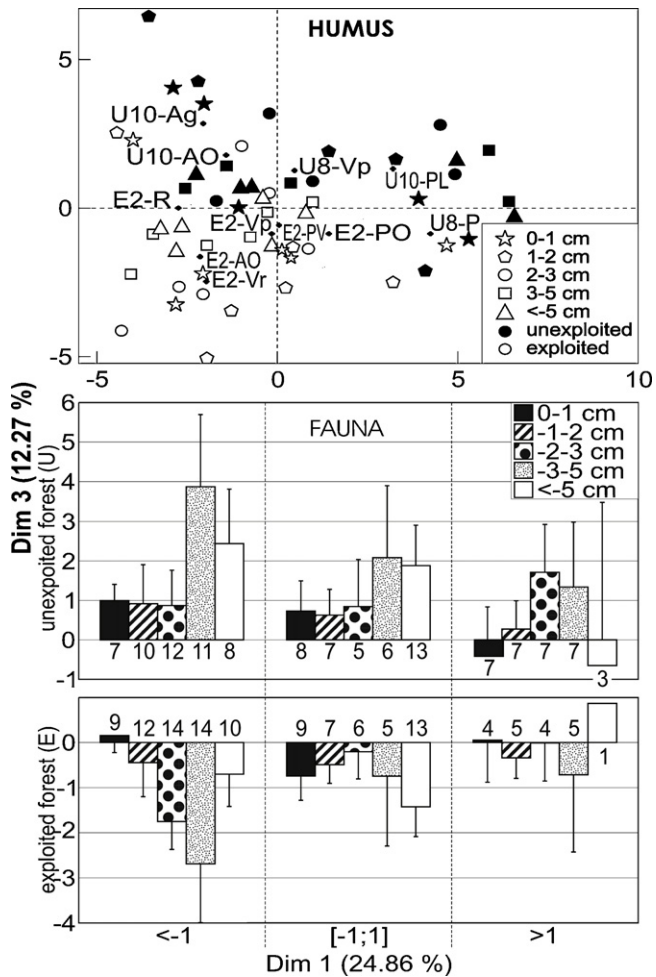 HUMUS
5
U10-Ag
U10-AO
U8-Vp
U10-PL
E2-R
0
E2-Vp
E2-PV
E2-PO
U8-P
E2-AO
E2-Vr
0-1 cm
1-2 cm
2-3 cm
3-5 cm
<-5 cm
unexploited
exploited
-5
-5 0 5 10
Dim 3 (12.27 %)
unexpoited forest (U)
6
5
4
3
2
1
0
-1
FAUNA
0-1 cm
-1-2 cm
-2-3 cm
-3-5 cm
<-5 cm
7 10 12 11 8
8 7 5 6 13
7 7 7 7 3
exploited forest (E)
0
-1
-2
-3
-4
9 12 14 14 10
9 7 6 5 13
4 5 4 5 1
<-1 [-1;1] >1
Dim 1 (24.86 %)